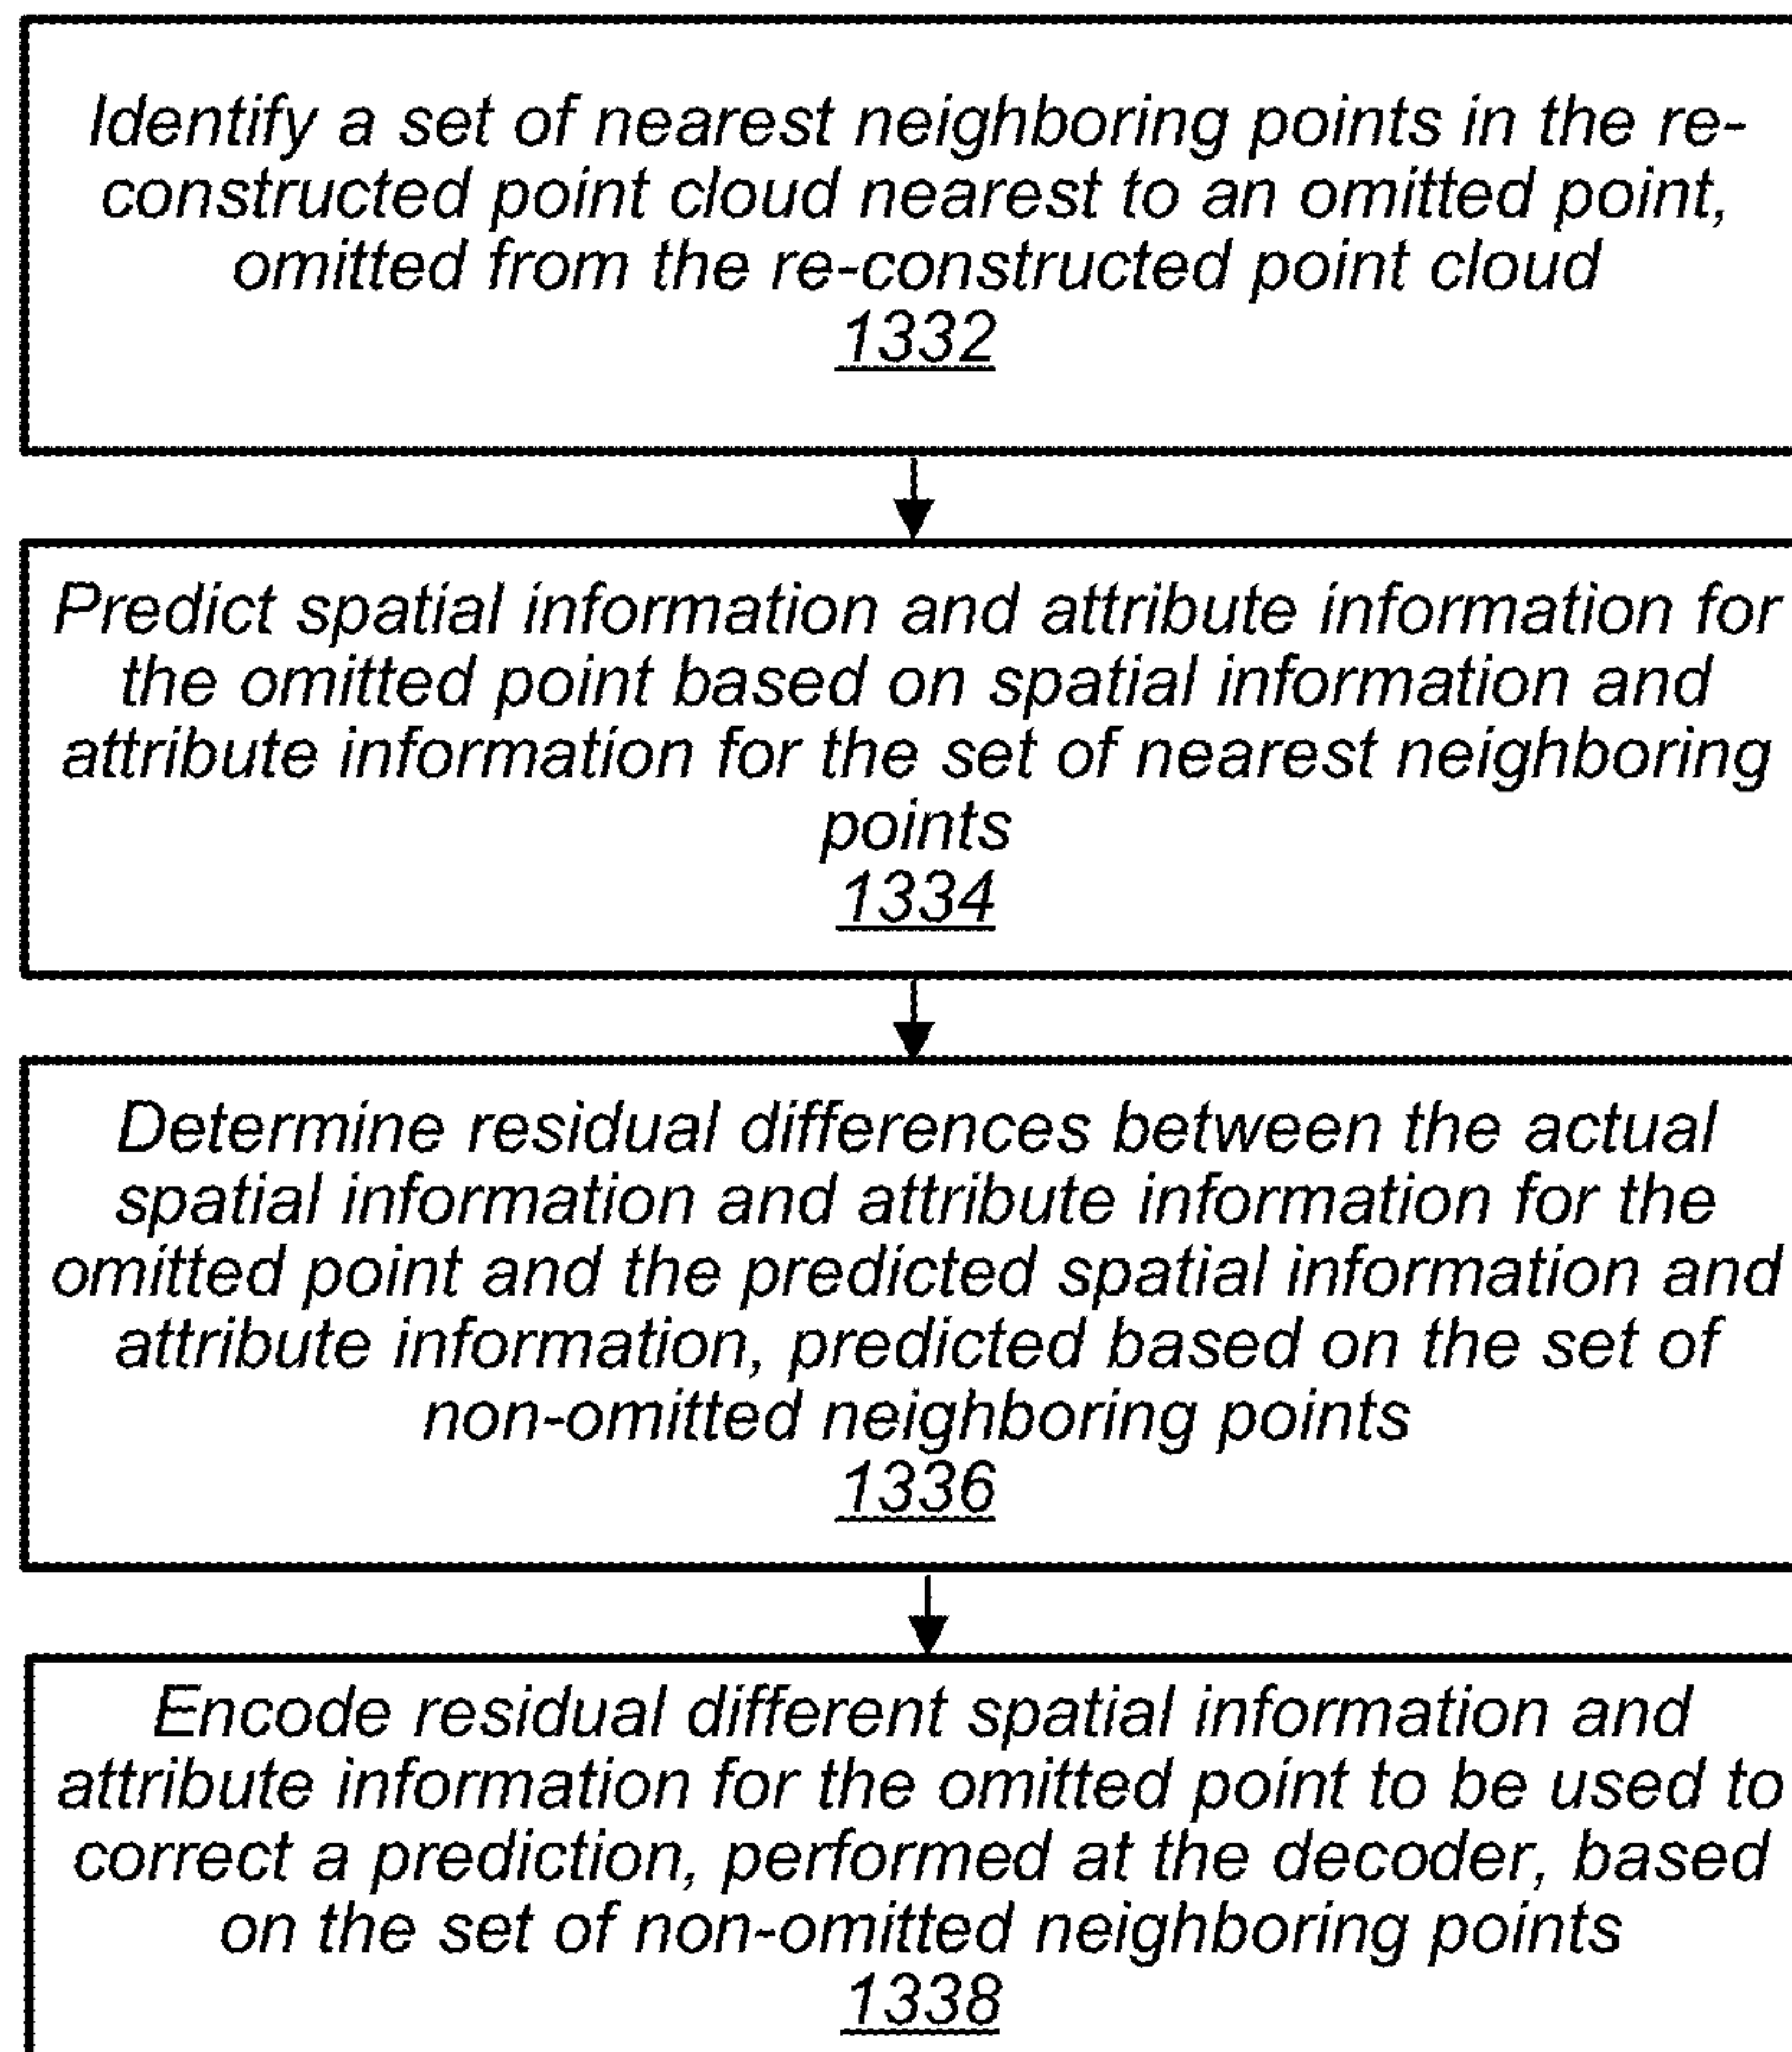 Identify a set of nearest neighboring points in the re-
constructed point cloud nearest to an omitted point,
omitted from the re-constructed point cloud
1332
Predict spatial information and attribute information for
the omitted point based on spatial information and
attribute information for the set of nearest neighboring
points
1334
Determine residual differences between the actual
spatial information and attribute information for the
omitted point and the predicted spatial information and
attribute information, predicted based on the set of
non-omitted neighboring points
1336
Encode residual different spatial information and
attribute information for the omitted point to be used to
correct a prediction, performed at the decoder, based
on the set of non-omitted neighboring points
1338